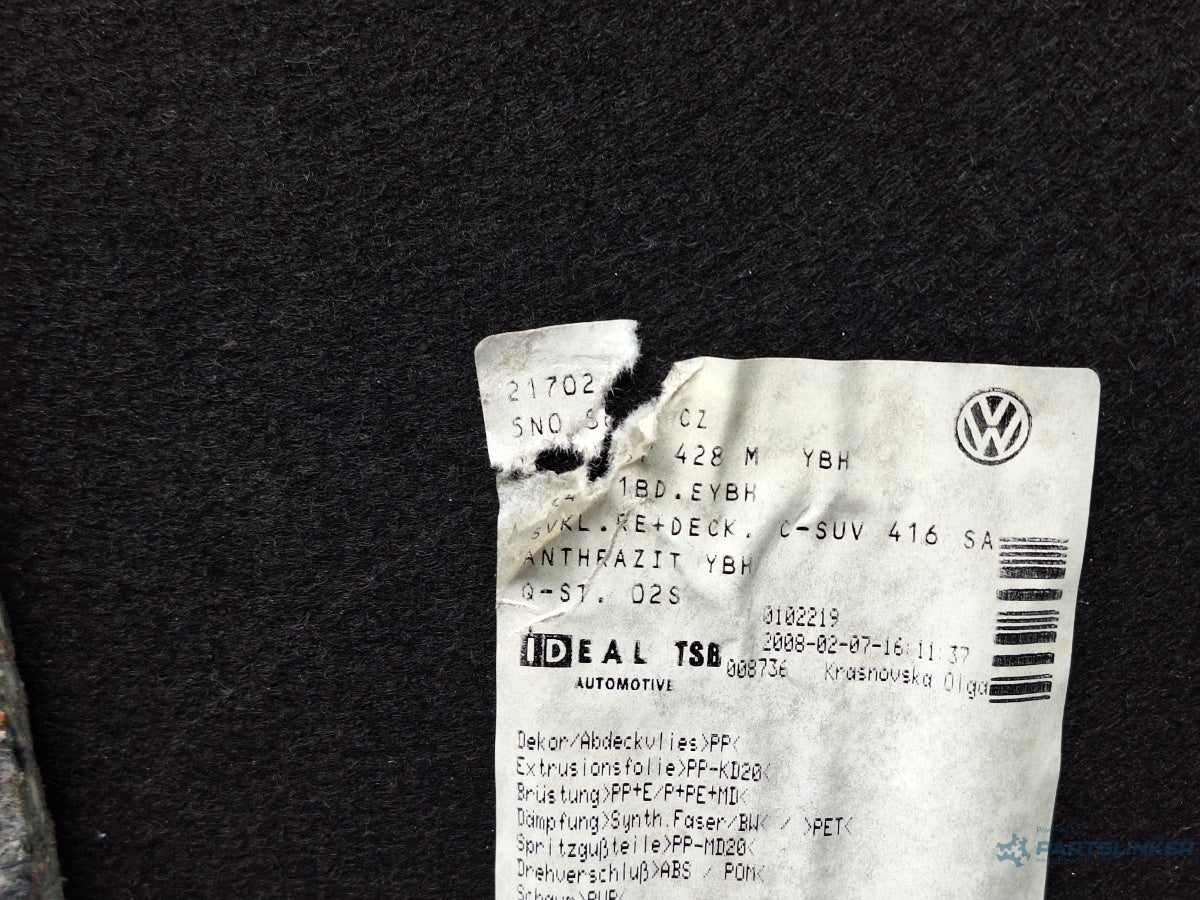 21702
SNO CZ
428 M YBH
1BD.EYBH
SVKL.RE+DECK. C-SUV 416 SA
ANTHRAZIT YBH
Q-ST. 02S
0102219
2008-02-07-16:11:37
IDEAL TSB 008736 Krasnovska Olga
AUTOMOTIVE
Dekor/Abdeckvlies>PP<
Extrusionsfolie>PP-KD20<
Brüstung>PP+E/P+PE+MD<
Dämpfung>Synth.Faser/BW< / >PET<
Spritzgußteile>PP-MD20<
Drehverschluß>ABS / POM<
Schaum>PUR<
PARTSLINKER